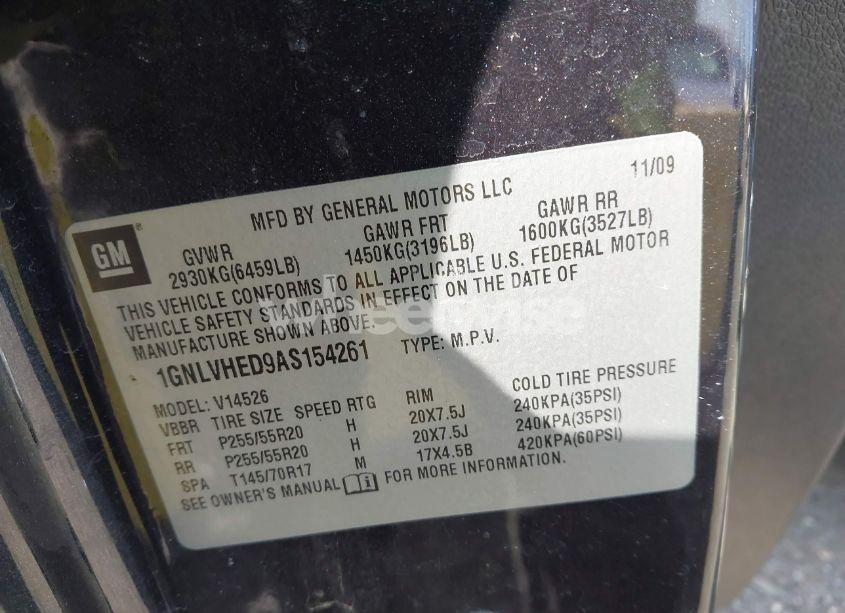 11/09
MFD BY GENERAL MOTORS LLC
GM
GVWR GAWR FRT GAWR RR
2930KG(6459LB) 1450KG(3196LB) 1600KG(3527LB)
THIS VEHICLE CONFORMS TO ALL APPLICABLE U.S. FEDERAL MOTOR
VEHICLE SAFETY STANDARDS IN EFFECT ON THE DATE OF
MANUFACTURE SHOWN ABOVE.
1GNLVHED9AS154261 TYPE: M.P.V.
MODEL: V14526
VBBR TIRE SIZE SPEED RTG RIM COLD TIRE PRESSURE
FRT P255/55R20 H 20X7.5J 240KPA(35PSI)
RR P255/55R20 H 20X7.5J 240KPA(35PSI)
SPA T145/70R17 M 17X4.5B 420KPA(60PSI)
SEE OWNER'S MANUAL FOR MORE INFORMATION.